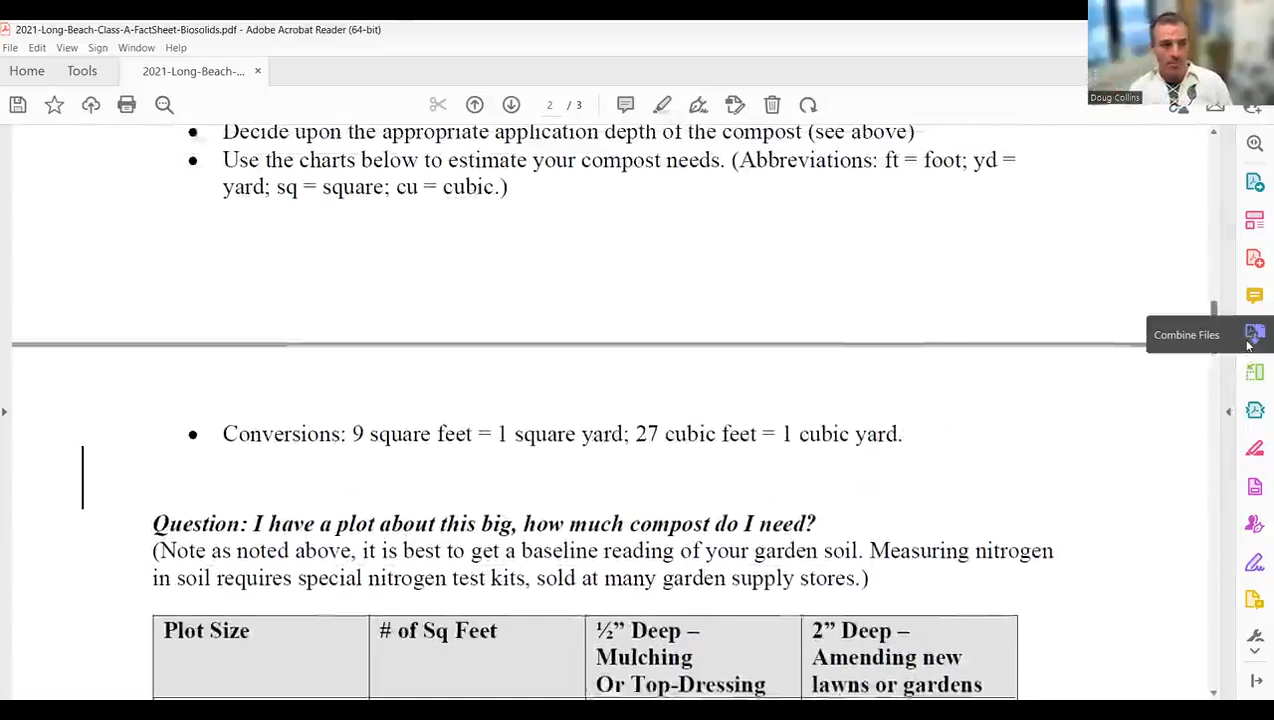 2021-Long-Beach-Class-A-FactSheet-Biosolids.pdf - Adobe Acrobat Reader (64-bit)
File Edit View Sign Window Help
Home Tools 2021-Long-Beach-... ×
2 / 3
Doug Collins
• Decide upon the appropriate application depth of the compost (see above)
• Use the charts below to estimate your compost needs. (Abbreviations: ft = foot; yd =
yard; sq = square; cu = cubic.)
Combine Files
• Conversions: 9 square feet = 1 square yard; 27 cubic feet = 1 cubic yard.
Question: I have a plot about this big, how much compost do I need?
(Note as noted above, it is best to get a baseline reading of your garden soil. Measuring nitrogen
in soil requires special nitrogen test kits, sold at many garden supply stores.)
Plot Size # of Sq Feet ½” Deep – 2” Deep –
Mulching Amending new
Or Top-Dressing lawns or gardens